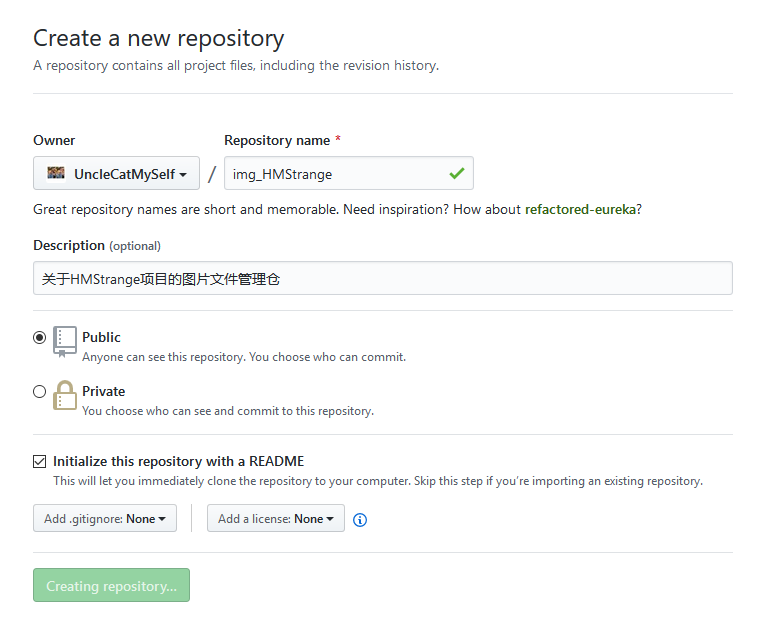 Create a new repository
A repository contains all project files, including the revision history.
Owner
Repository name *
UncleCatMySelf
/
img_HMStrange
Great repository names are short and memorable. Need inspiration? How about refactored-eureka?
Description (optional)
关于HMStrange项目的图片文件管理仓
Public
Anyone can see this repository. You choose who can commit.
Private
You choose who can see and commit to this repository.
Initialize this repository with a README
This will let you immediately clone the repository to your computer. Skip this step if you’re importing an existing repository.
Add .gitignore: None
Add a license: None
Creating repository...